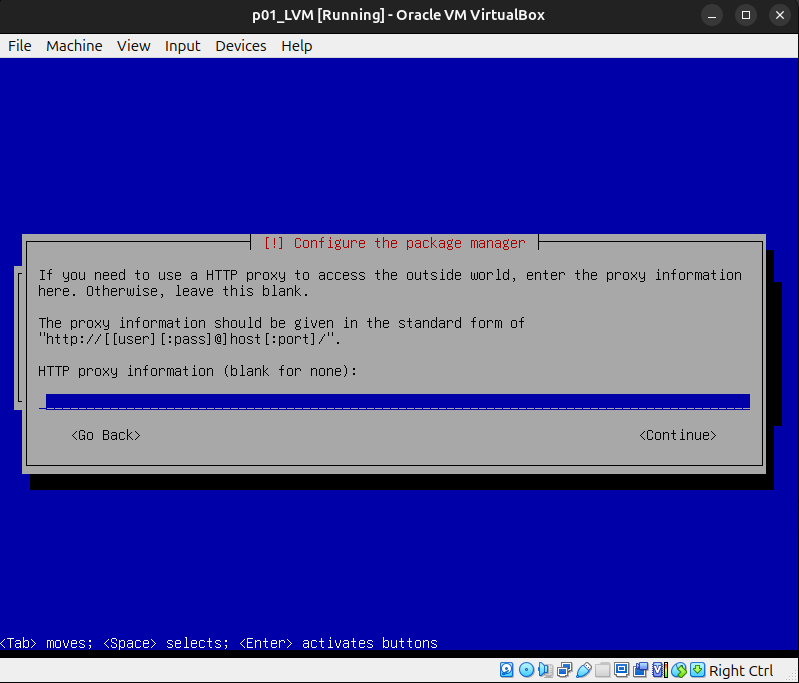 p01_LVM [Running] - Oracle VM VirtualBox
File Machine View Input Devices Help
[!] Configure the package manager
If you need to use a HTTP proxy to access the outside world, enter the proxy information
here. Otherwise, leave this blank.
The proxy information should be given in the standard form of
"http://[[user][:pass]@]host[:port]/".
HTTP proxy information (blank for none):
<Go Back> <Continue>
<Tab> moves; <Space> selects; <Enter> activates buttons
Right Ctrl